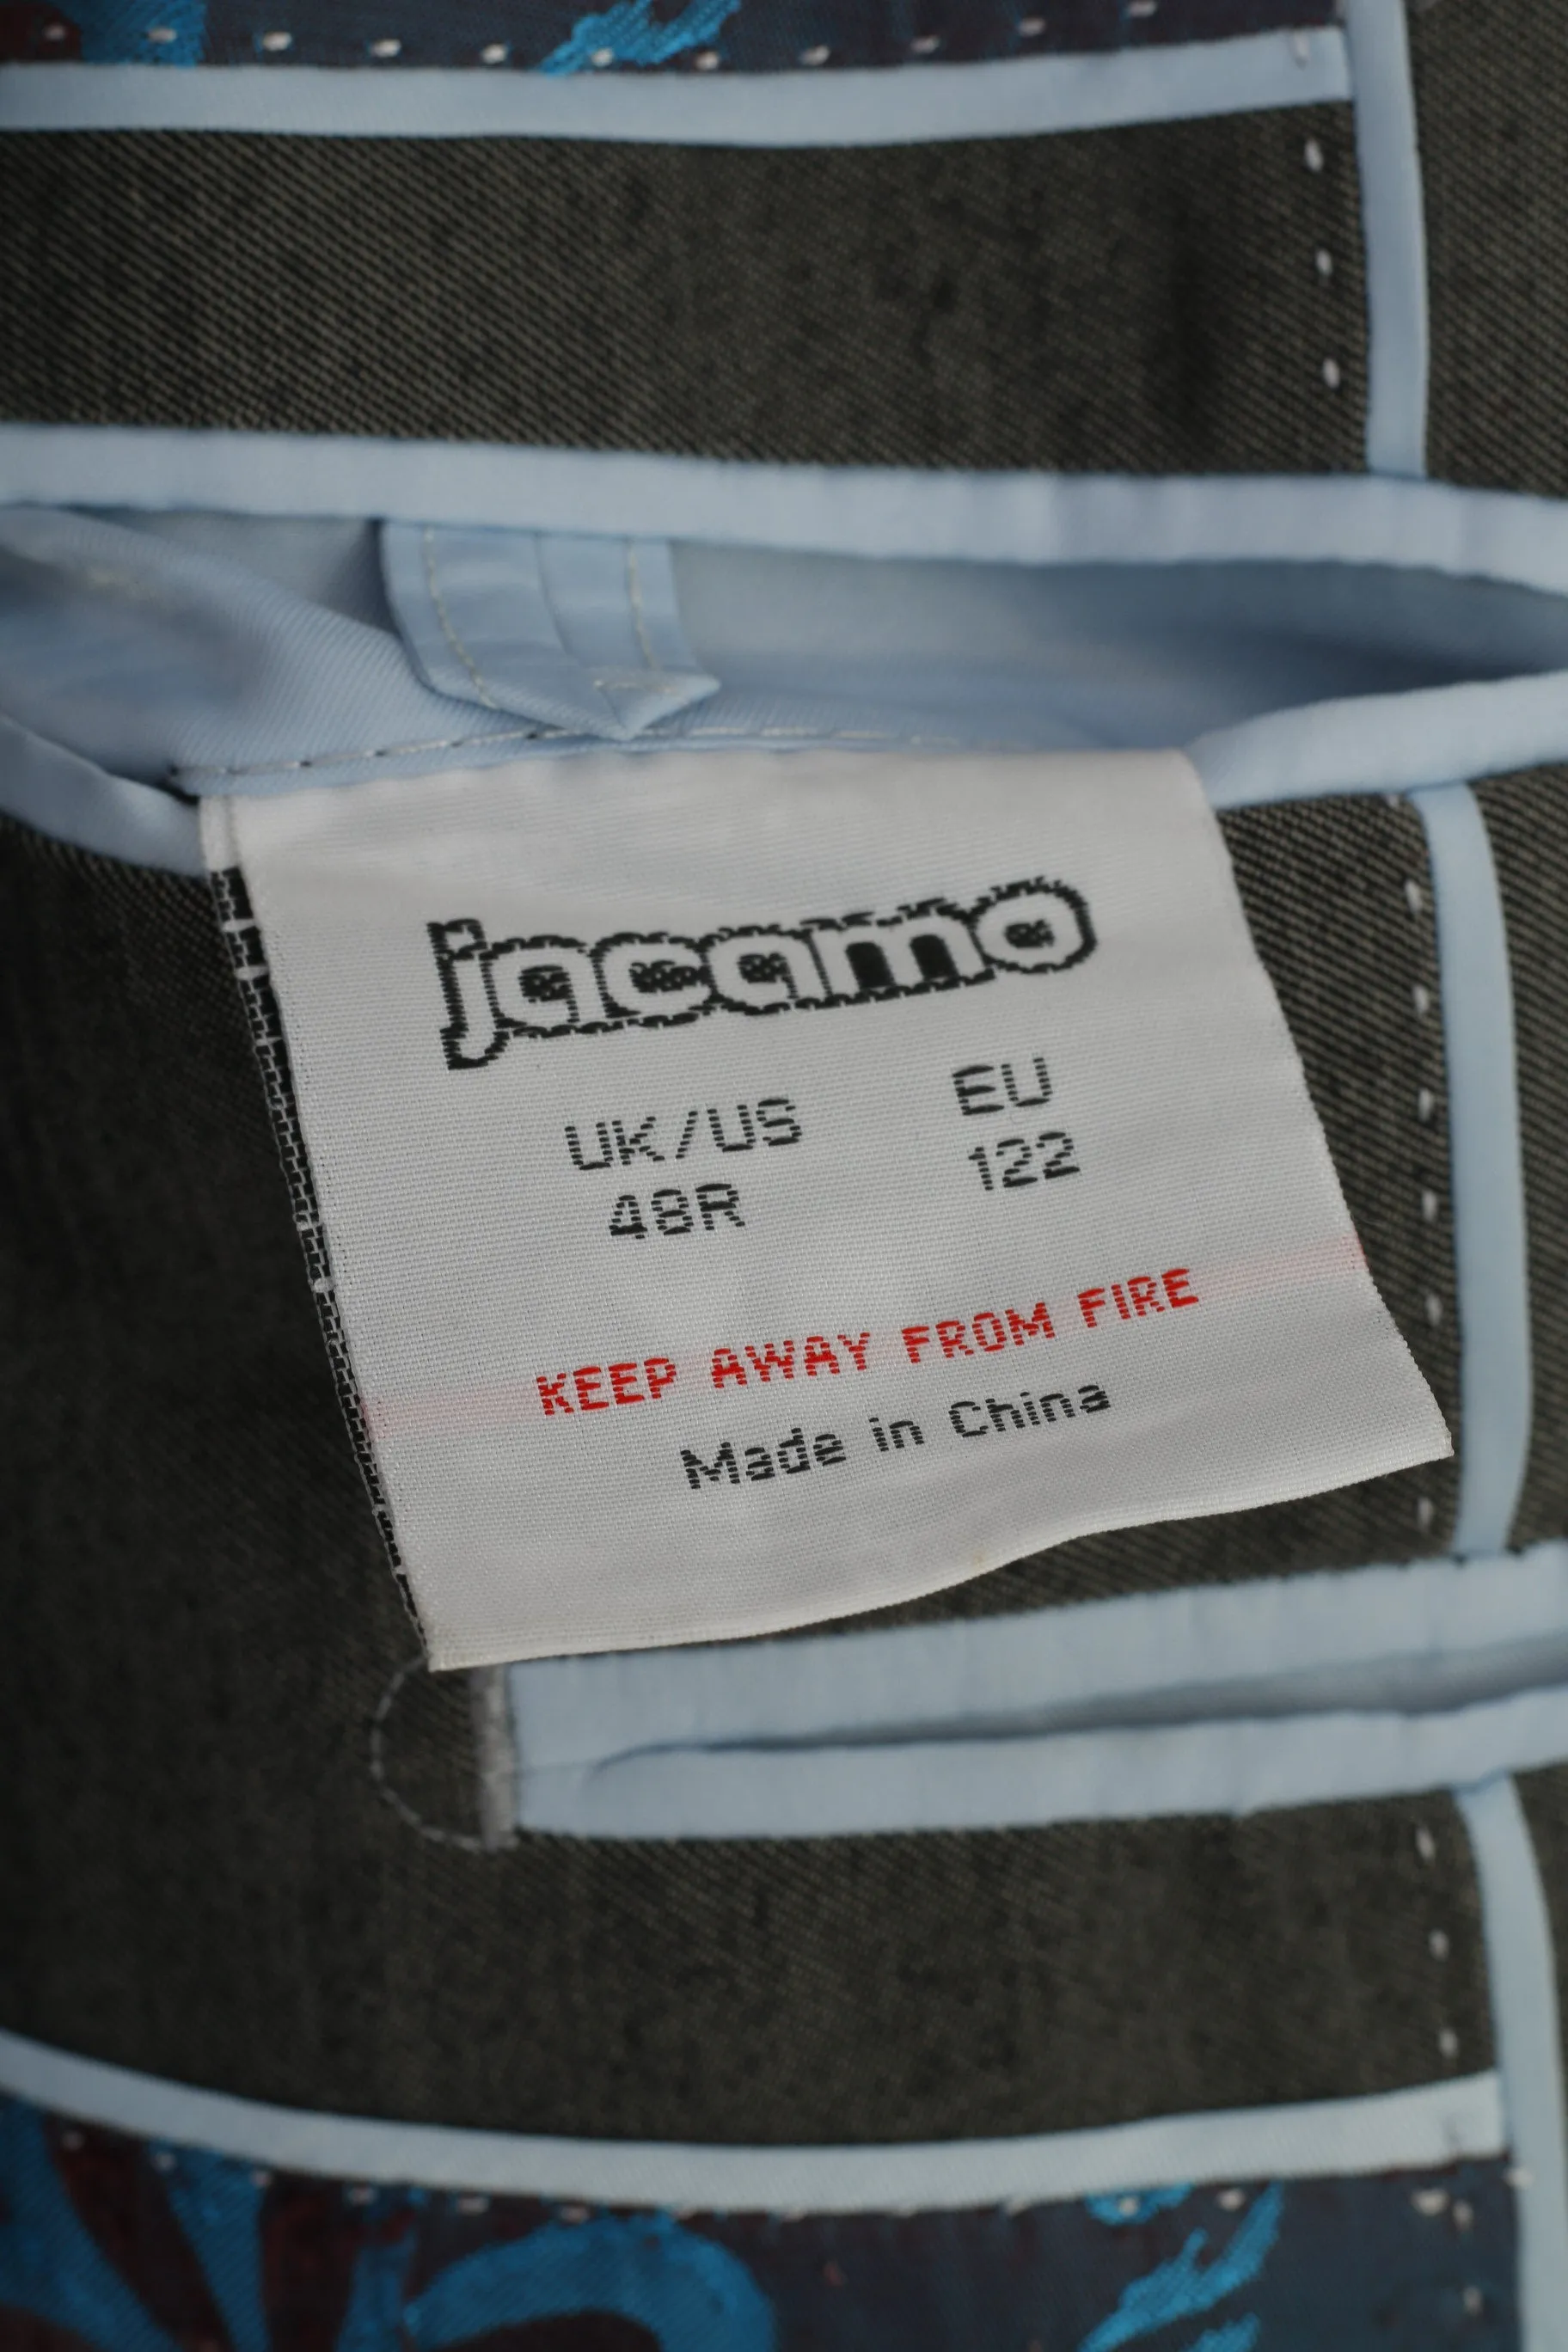 jacamo
UK/US EU
48R 122
KEEP AWAY FROM FIRE
Made in China